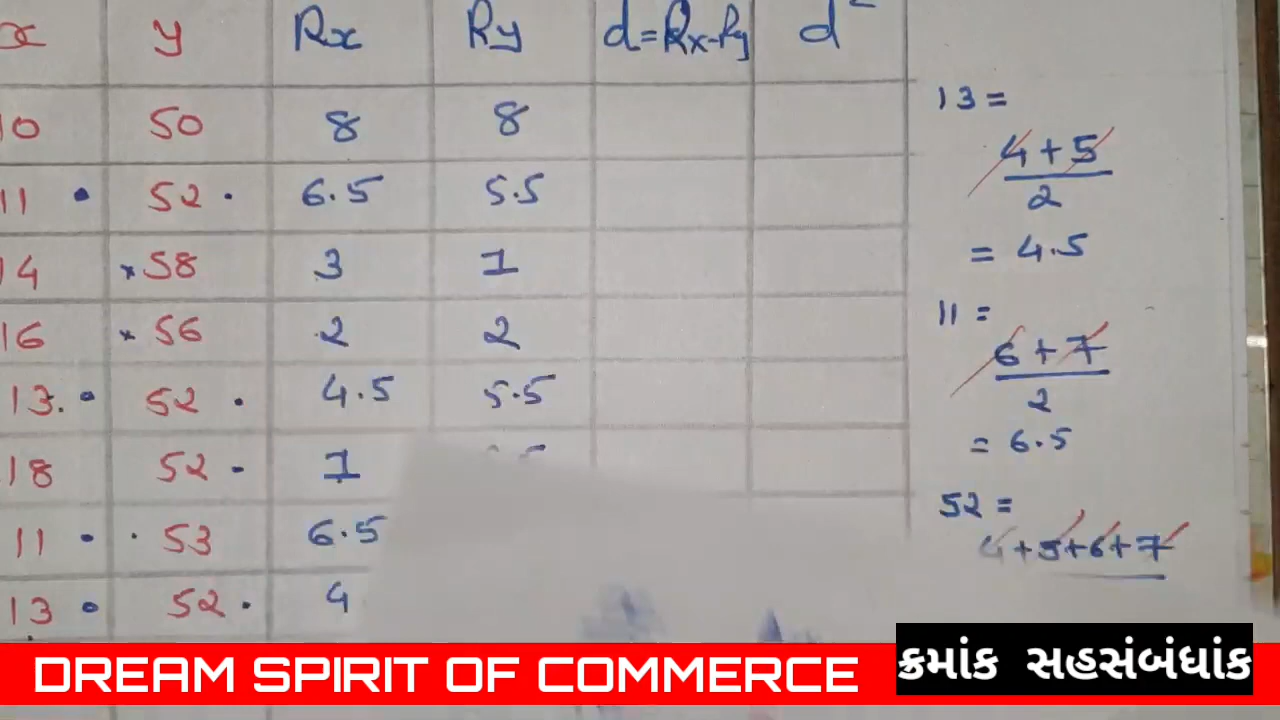 x y Rx Ry d=Rx-Ry d²
10 50 8 8
11 • 52 • 6.5 5.5
14 × 58 3 1
16 × 56 2 2
13. • 52 • 4.5 5.5
18 52 • 1
11 • • 53 6.5
13 • 52 • 4
13 =
4 + 5
2
= 4.5
11 =
6 + 7
2
= 6.5
52 =
4 + 5 + 6 + 7
DREAM SPIRIT OF COMMERCE
ક્રમાંક સહસંબંધાંક